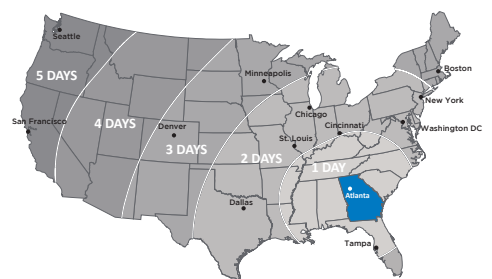 Seattle
Boston
5 DAYS
Minneapolis
New York
San Francisco
4 DAYS
Chicago
Denver
Cincinnati
Washington DC
St. Louis
3 DAYS
2 DAYS
1 DAY
Atlanta
Dallas
Tampa